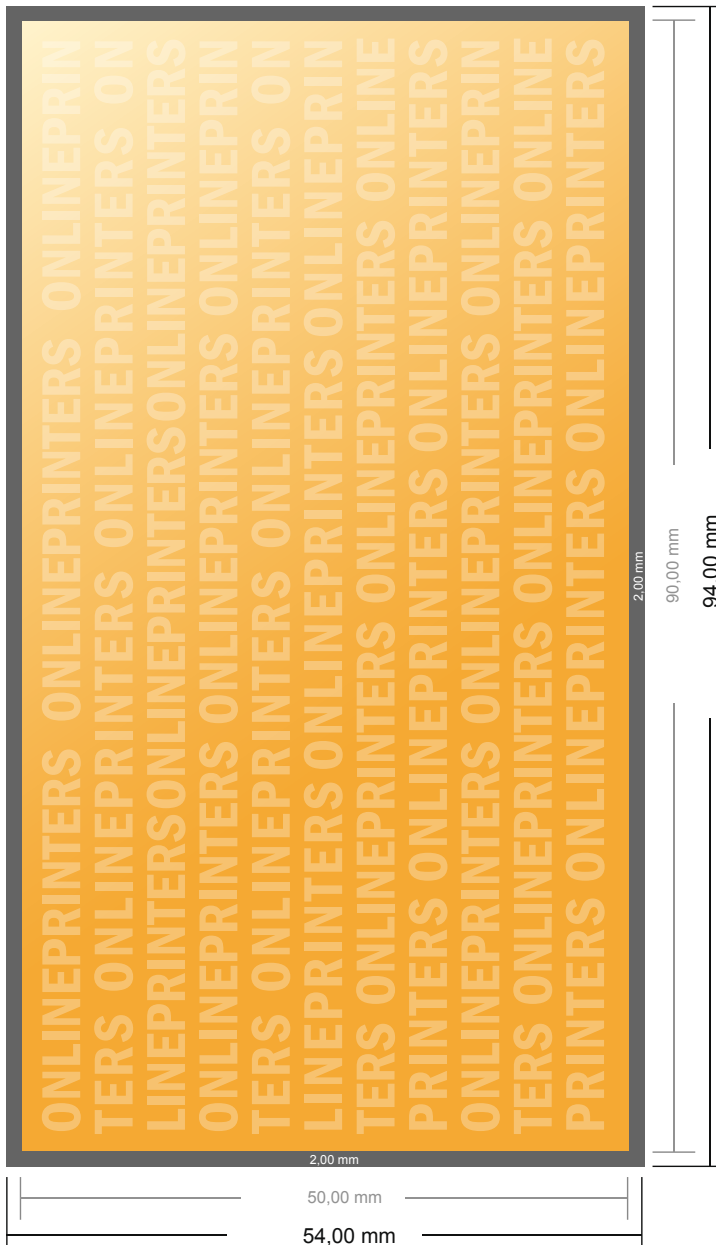 ONLINEPRINTERS ONLINEPRINTERS ONLINEPRIN
TERS ONLINEPRINTERS ONLINEPRINTERS ON
LINEPRINTERSONLINEPRINTERSONLINEPRINTERS
ONLINEPRINTERS ONLINEPRINTERS ONLINEPRIN
TERS ONLINEPRINTERS ONLINEPRINTERS ON
LINEPRINTERSONLINEPRINTERSONLINEPRIN
TERS ONLINEPRINTERS ONLINEPRINTERS ONLINE
PRINTERS ONLINEPRINTERS ONLINEPRINTERS
ONLINEPRINTERS ONLINEPRINTERS ONLINEPRIN
TERS ONLINEPRINTERS ONLINEPRINTERS ONLINE
PRINTERS ONLINEPRINTERS ONLINEPRINTERS
2,00 mm
90,00 mm
94,00 mm
2,00 mm
50,00 mm
54,00 mm